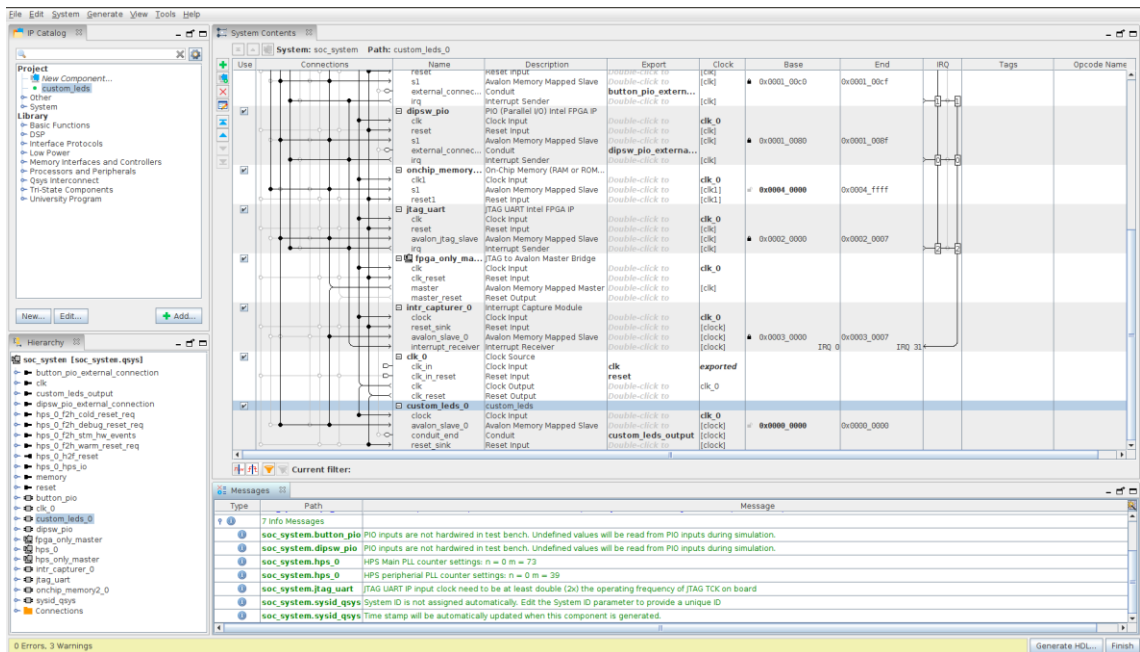 File Edit System Generate View Tools Help
IP Catalog
Project
New Component...
custom_leds
Other
System
Library
Basic Functions
DSP
Interface Protocols
Low Power
Memory Interfaces and Controllers
Processors and Peripherals
Qsys Interconnect
Tri-State Components
University Program
New... Edit... Add...
Hierarchy
soc_system [soc_system.qsys]
button_pio_external_connection
clk
custom_leds_output
dipsw_pio_external_connection
hps_0_f2h_cold_reset_req
hps_0_f2h_debug_reset_req
hps_0_f2h_stm_hw_events
hps_0_f2h_warm_reset_req
hps_0_h2f_reset
hps_0_hps_io
memory
reset
button_pio
clk_0
custom_leds_0
dipsw_pio
fpga_only_master
hps_0
hps_only_master
intr_capturer_0
jtag_uart
onchip_memory2_0
sysid_qsys
Connections
System Contents
System: soc_system Path: custom_leds_0
Use Connections Name Description Export Clock Base End IRQ Tags Opcode Name
reset Reset Input Double-click to [clk]
s1 Avalon Memory Mapped Slave Double-click to [clk] 0x0001_00c0 0x0001_00cf
external_connec... Conduit button_pio_extern...
irq Interrupt Sender Double-click to [clk]
dipsw_pio PIO (Parallel I/O) Intel FPGA IP
clk Clock Input Double-click to clk_0
reset Reset Input Double-click to [clk]
s1 Avalon Memory Mapped Slave Double-click to [clk] 0x0001_0080 0x0001_008f
external_connec... Conduit dipsw_pio_externa...
irq Interrupt Sender Double-click to [clk]
onchip_memory... On-Chip Memory (RAM or ROM...
clk1 Clock Input Double-click to clk_0
s1 Avalon Memory Mapped Slave Double-click to [clk1] 0x0004_0000 0x0004_ffff
reset1 Reset Input Double-click to [clk1]
jtag_uart JTAG UART Intel FPGA IP
clk Clock Input Double-click to clk_0
reset Reset Input Double-click to [clk]
avalon_jtag_slave Avalon Memory Mapped Slave Double-click to [clk] 0x0002_0000 0x0002_0007
irq Interrupt Sender Double-click to [clk]
fpga_only_ma... JTAG to Avalon Master Bridge
clk Clock Input Double-click to clk_0
clk_reset Reset Input Double-click to
master Avalon Memory Mapped Master Double-click to [clk]
master_reset Reset Output Double-click to
intr_capturer_0 Interrupt Capture Module
clock Clock Input Double-click to clk_0
reset_sink Reset Input Double-click to [clock]
avalon_slave_0 Avalon Memory Mapped Slave Double-click to [clock] 0x0003_0000 0x0003_0007
interrupt_receiver Interrupt Receiver Double-click to [clock] IRQ 0 IRQ 31
clk_0 Clock Source
clk_in Clock Input clk exported
clk_in_reset Reset Input reset
clk Clock Output Double-click to clk_0
clk_reset Reset Output Double-click to
custom_leds_0 custom_leds
clock Clock Input Double-click to clk_0
avalon_slave_0 Avalon Memory Mapped Slave Double-click to [clock] 0x0000_0000 0x0000_0000
conduit_end Conduit custom_leds_output [clock]
reset_sink Reset Input Double-click to [clock]
Current filter:
Messages
Type Path Message
7 Info Messages
soc_system.button_pio PIO inputs are not hardwired in test bench. Undefined values will be read from PIO inputs during simulation.
soc_system.dipsw_pio PIO inputs are not hardwired in test bench. Undefined values will be read from PIO inputs during simulation.
soc_system.hps_0 HPS Main PLL counter settings: n = 0 m = 73
soc_system.hps_0 HPS peripherial PLL counter settings: n = 0 m = 39
soc_system.jtag_uart JTAG UART IP input clock need to be at least double (2x) the operating frequency of JTAG TCK on board
soc_system.sysid_qsys System ID is not assigned automatically. Edit the System ID parameter to provide a unique ID
soc_system.sysid_qsys Time stamp will be automatically updated when this component is generated.
0 Errors, 3 Warnings Generate HDL... Finish